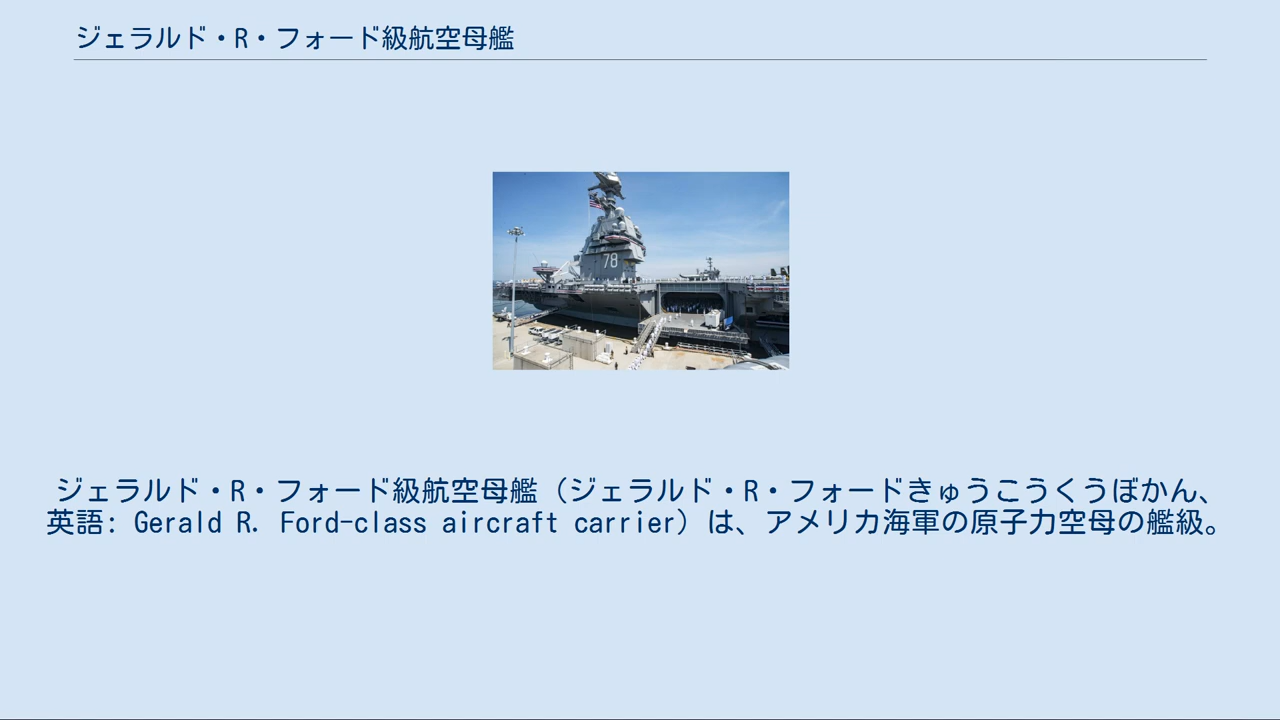 ジェラルド・R・フォード級航空母艦
78
ジェラルド・R・フォード級航空母艦（ジェラルド・R・フォードきゅうこうくうぼかん、
英語: Gerald R. Ford-class aircraft carrier）は、アメリカ海軍の原子力空母の艦級。